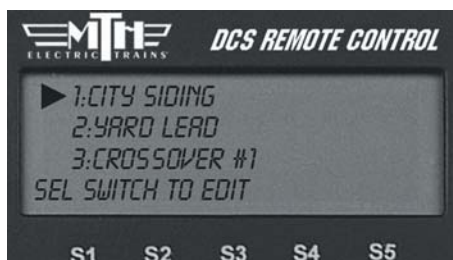 MTH DCS REMOTE CONTROL
ELECTRIC TRAINS
1:CITY SIDING
2:YARD LEAD
3:CROSSOVER #1
SEL SWITCH TO EDIT
S1 S2 S3 S4 S5